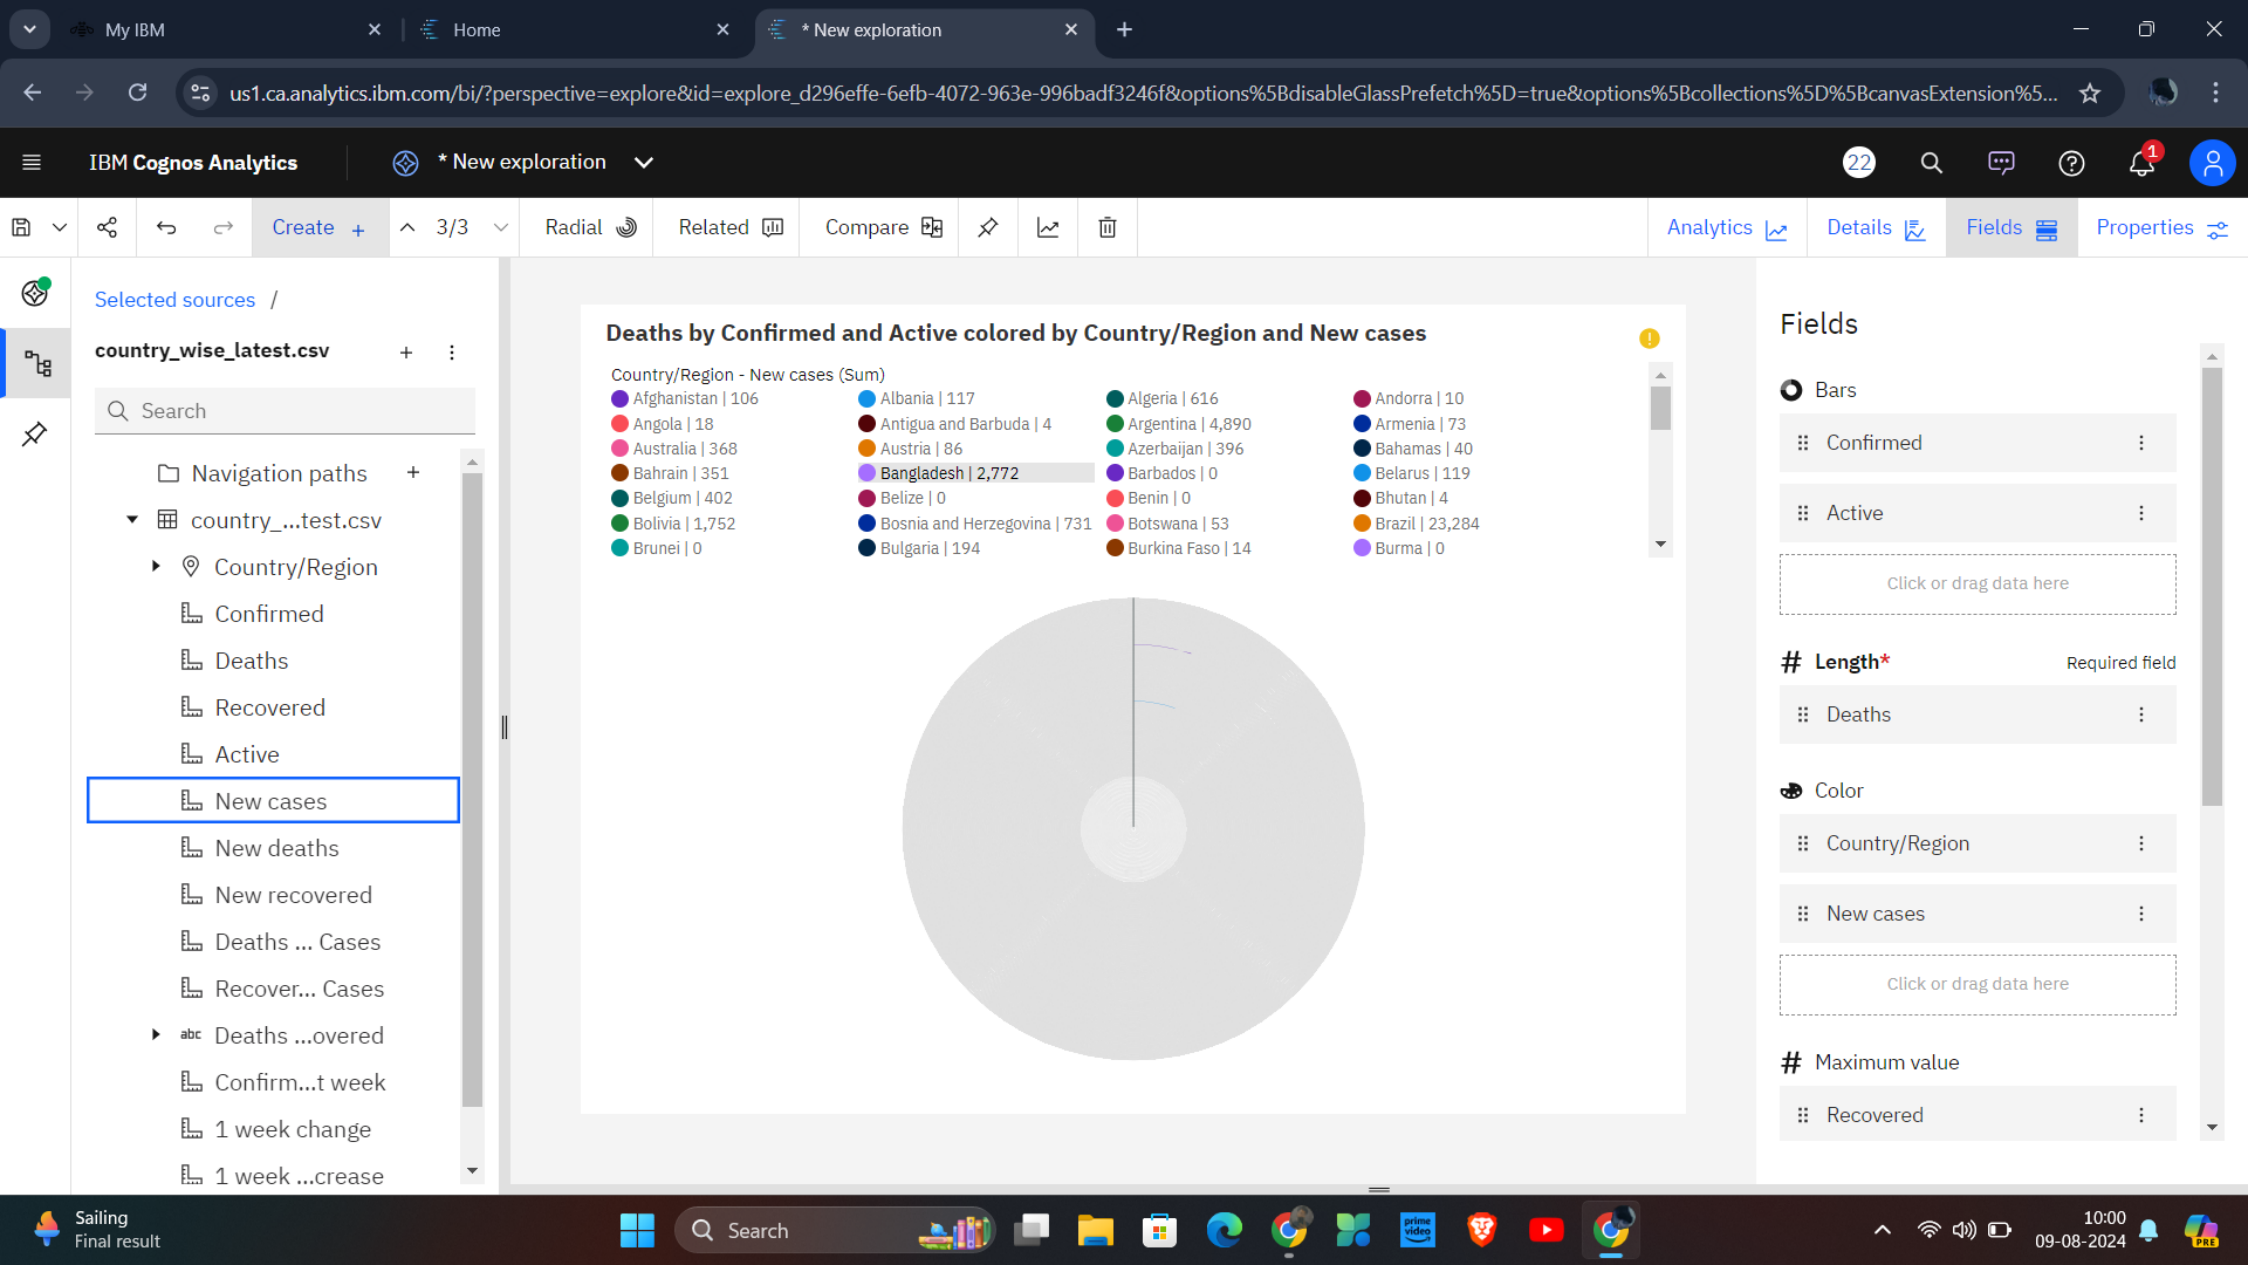 My IBM
Home
* New exploration
us1.ca.analytics.ibm.com/bi/?perspective=explore&id=explore_d296effe-6efb-4072-963e-996badf3246f&options%5BdisableGlassPrefetch%5D=true&options%5Bcollections%5D%5BcanvasExtension%5...
IBM Cognos Analytics
* New exploration
22
1
Create +
3/3
Radial
Related
Compare
Analytics
Details
Fields
Properties
Selected sources /
country_wise_latest.csv
Search
Navigation paths
country_...test.csv
Country/Region
Confirmed
Deaths
Recovered
Active
New cases
New deaths
New recovered
Deaths ... Cases
Recover... Cases
abc Deaths ...overed
Confirm...t week
1 week change
1 week ...crease
Deaths by Confirmed and Active colored by Country/Region and New cases
Country/Region - New cases (Sum)
Afghanistan | 106 Albania | 117 Algeria | 616 Andorra | 10
Angola | 18 Antigua and Barbuda | 4 Argentina | 4,890 Armenia | 73
Australia | 368 Austria | 86 Azerbaijan | 396 Bahamas | 40
Bahrain | 351 Bangladesh | 2,772 Barbados | 0 Belarus | 119
Belgium | 402 Belize | 0 Benin | 0 Bhutan | 4
Bolivia | 1,752 Bosnia and Herzegovina | 731 Botswana | 53 Brazil | 23,284
Brunei | 0 Bulgaria | 194 Burkina Faso | 14 Burma | 0
Fields
Bars
Confirmed
Active
Click or drag data here
# Length* Required field
Deaths
Color
Country/Region
New cases
Click or drag data here
# Maximum value
Recovered
Sailing
Final result
Search
prime video
10:00
09-08-2024
PRE